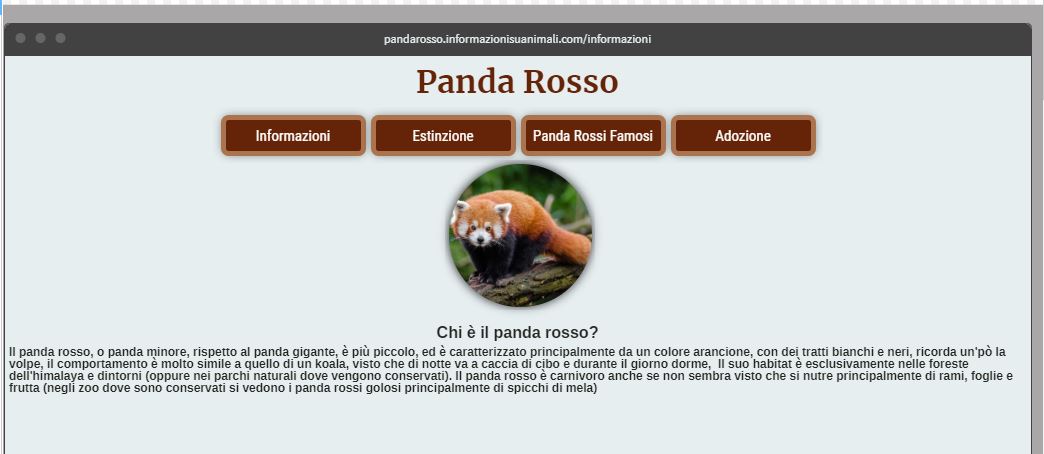 pandarosso.informazionisuanimali.com/informazioni
Panda Rosso
Informazioni Estinzione Panda Rossi Famosi Adozione
Chi è il panda rosso?
Il panda rosso, o panda minore, rispetto al panda gigante, è più piccolo, ed è caratterizzato principalmente da un colore arancione, con dei tratti bianchi e neri, ricorda un'pò la
volpe, il comportamento è molto simile a quello di un koala, visto che di notte va a caccia di cibo e durante il giorno dorme,  Il suo habitat è esclusivamente nelle foreste
dell'himalaya e dintorni (oppure nei parchi naturali dove vengono conservati). Il panda rosso è carnivoro anche se non sembra visto che si nutre principalmente di rami, foglie e
frutta (negli zoo dove sono conservati si vedono i panda rossi golosi principalmente di spicchi di mela)